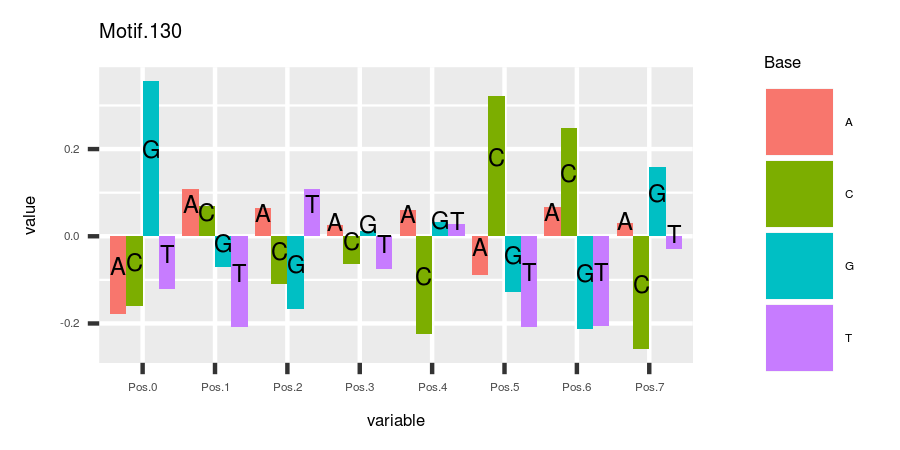 Motif.130
value
0.2
0.0
-0.2
A C G T
A C G T
A C G T
A C G T
A C G T
A C G T
A C G T
A C G T
Pos.0 Pos.1 Pos.2 Pos.3 Pos.4 Pos.5 Pos.6 Pos.7
variable
Base
A
C
G
T